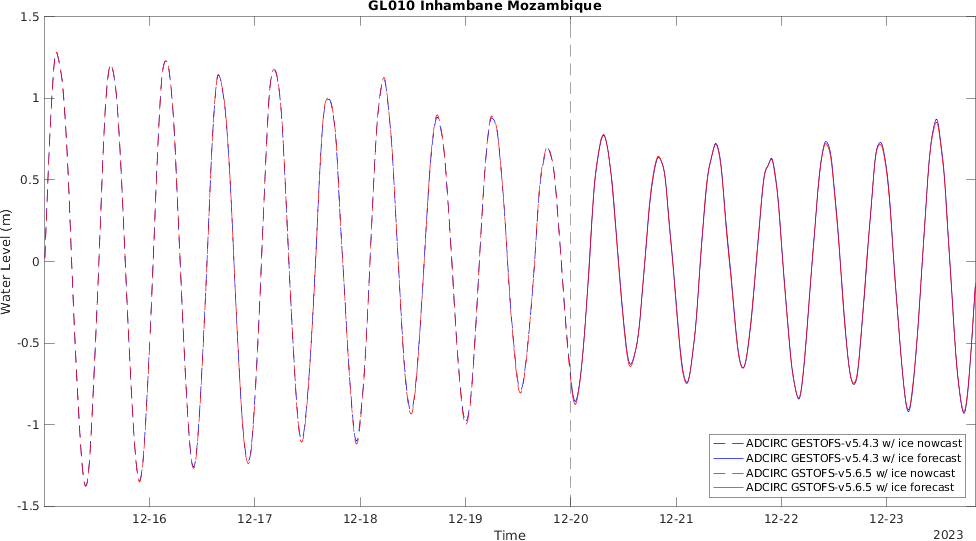 GL010 Inhambane Mozambique
1.5
1
0.5
0
-0.5
-1
-1.5
Water Level (m)
12-16
12-17
12-18
12-19
12-20
12-21
12-22
12-23
Time
2023
ADCIRC GESTOFS-v5.4.3 w/ ice nowcast
ADCIRC GESTOFS-v5.4.3 w/ ice forecast
ADCIRC GSTOFS-v5.6.5 w/ ice nowcast
ADCIRC GSTOFS-v5.6.5 w/ ice forecast